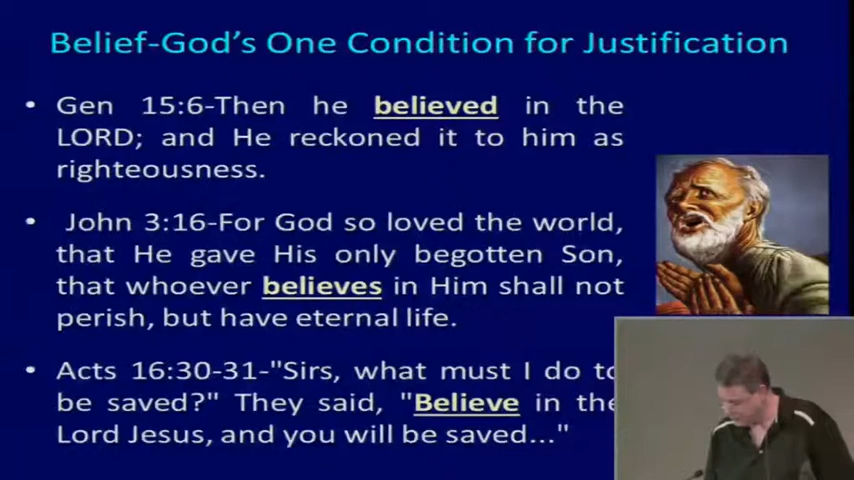 Belief-God's One Condition for Justification
• Gen 15:6-Then he believed in the
LORD; and He reckoned it to him as
righteousness.
• John 3:16-For God so loved the world,
that He gave His only begotten Son,
that whoever believes in Him shall not
perish, but have eternal life.
• Acts 16:30-31-"Sirs, what must I do to
be saved?" They said, "Believe in the
Lord Jesus, and you will be saved..."